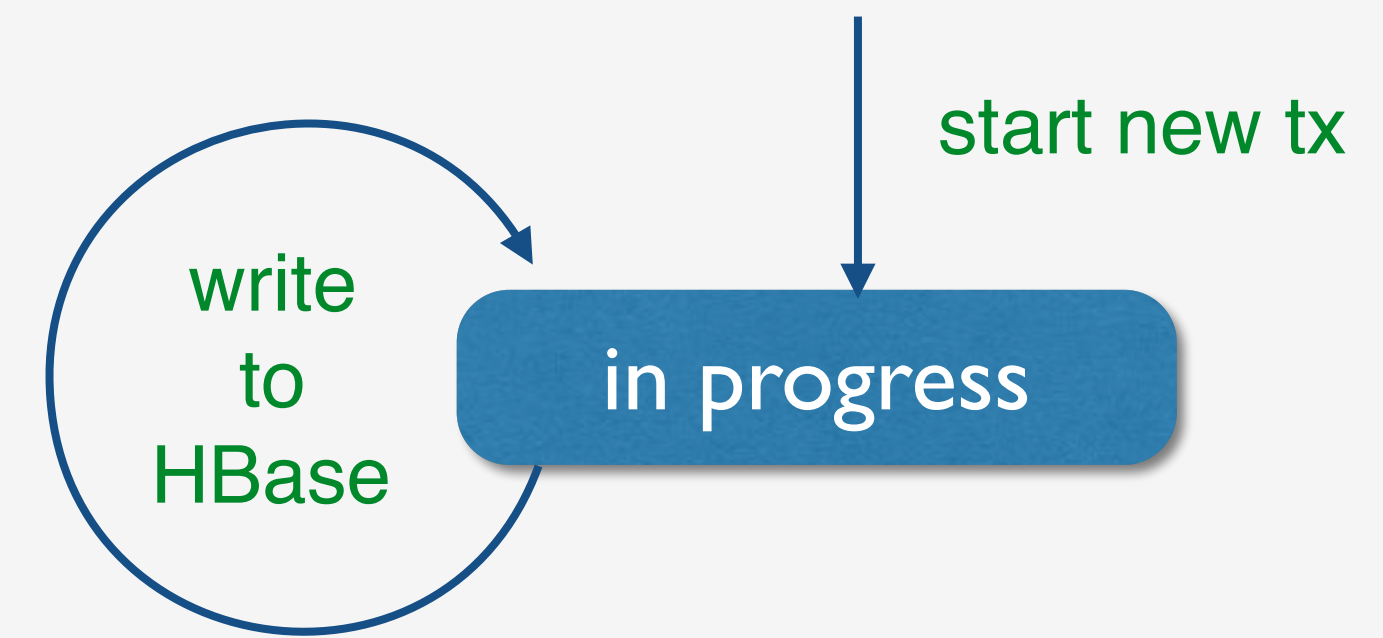 start new tx
write
to
HBase
in progress